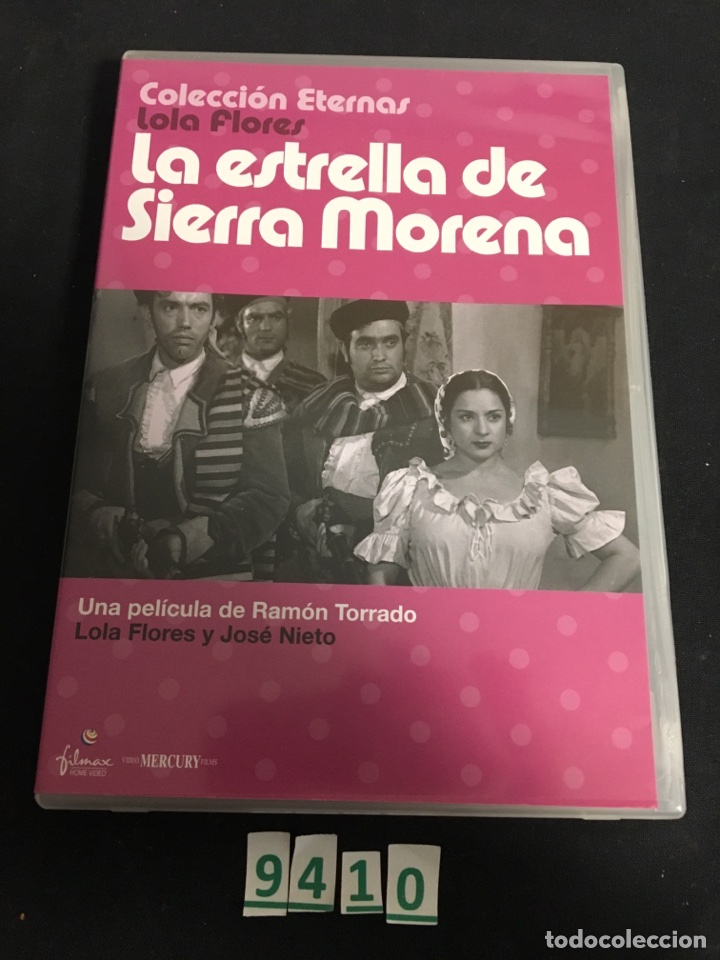 Colección Eternas
Lola Flores
La estrella de
Sierra Morena
Una película de Ramón Torrado
Lola Flores y José Nieto
filmax
HOME VIDEO
VIDEO MERCURY FILMS
9410
todocoleccion